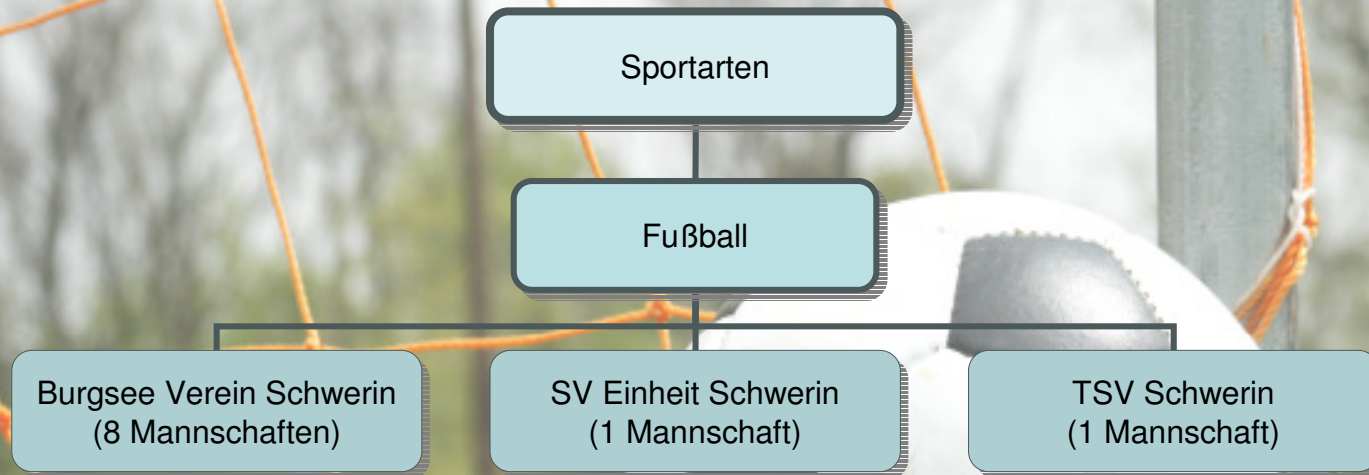 Sportarten
Fußball
Burgsee Verein Schwerin
(8 Mannschaften)
SV Einheit Schwerin
(1 Mannschaft)
TSV Schwerin
(1 Mannschaft)